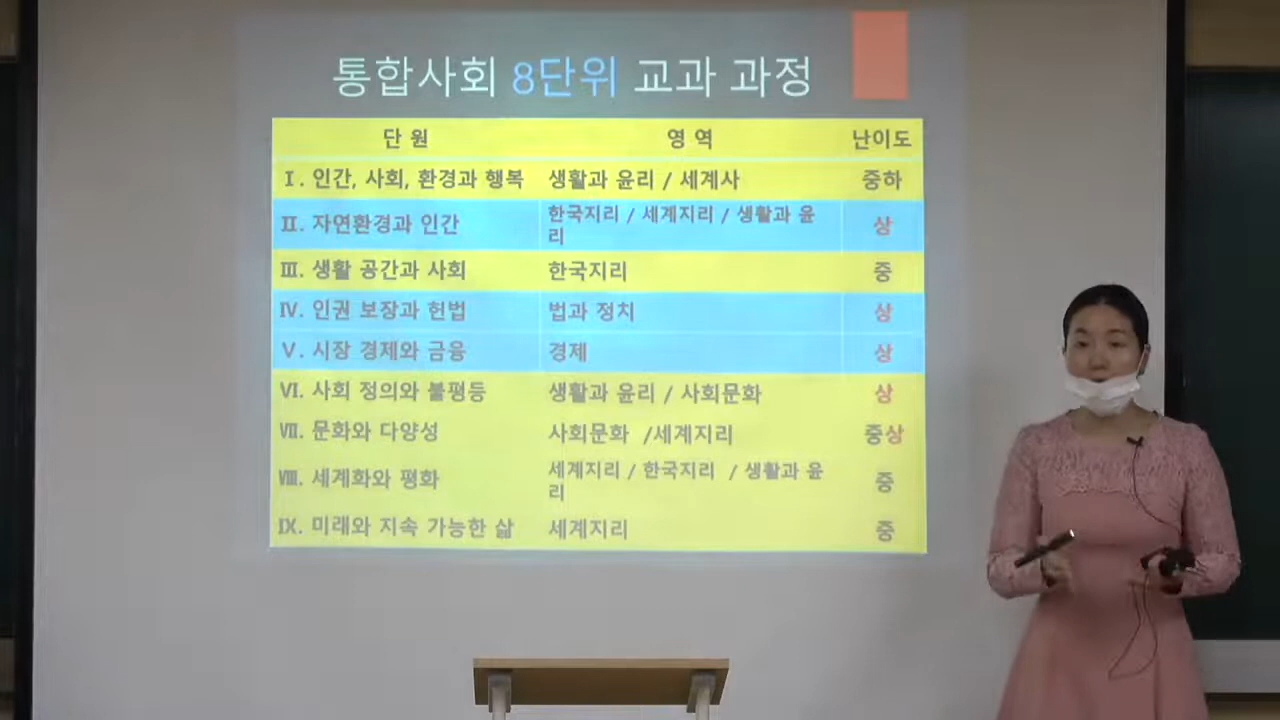 통합사회 8단위 교과 과정
단 원 영 역 난이도
Ⅰ. 인간, 사회, 환경과 행복 생활과 윤리 / 세계사 중하
Ⅱ. 자연환경과 인간 한국지리 / 세계지리 / 생활과 윤
리 상
Ⅲ. 생활 공간과 사회 한국지리 중
Ⅳ. 인권 보장과 헌법 법과 정치 상
Ⅴ. 시장 경제와 금융 경제 상
Ⅵ. 사회 정의와 불평등 생활과 윤리 / 사회문화 상
Ⅶ. 문화와 다양성 사회문화 /세계지리 중상
Ⅷ. 세계화와 평화 세계지리 / 한국지리 / 생활과 윤
리 중
Ⅸ. 미래와 지속 가능한 삶 세계지리 중